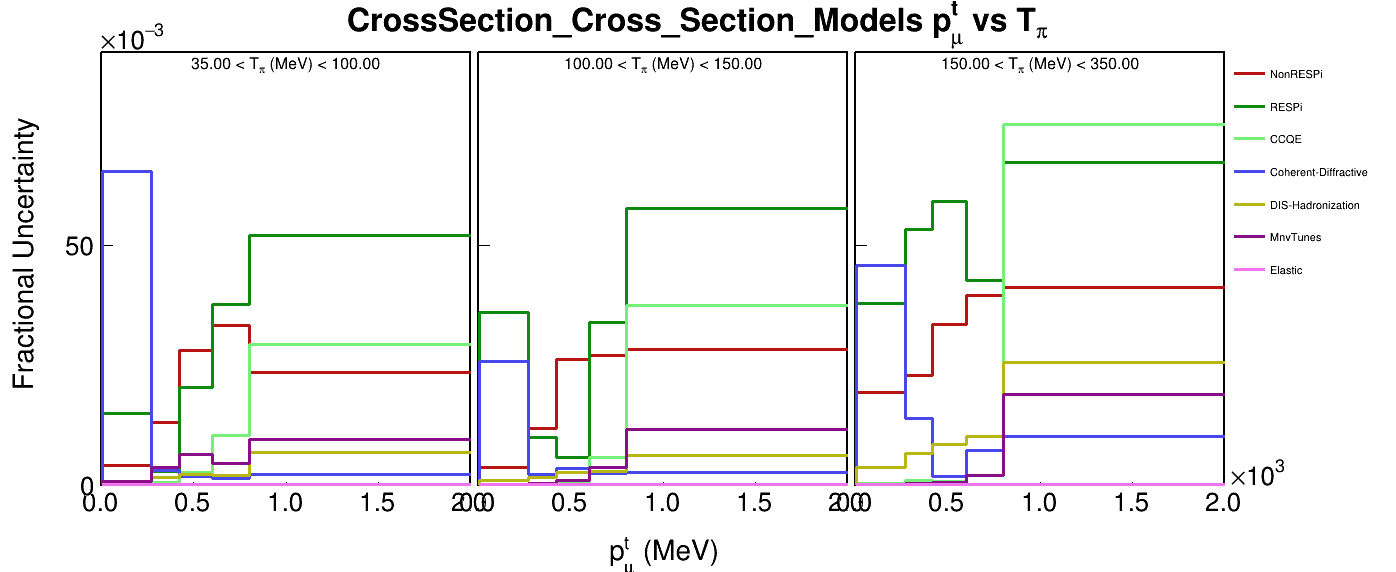 CrossSection_Cross_Section_Models p_μ^t vs T_π
×10⁻³
35.00 < T_π (MeV) < 100.00
100.00 < T_π (MeV) < 150.00
150.00 < T_π (MeV) < 350.00
NonRESPi
RESPi
CCQE
Coherent-Diffractive
DIS-Hadronization
MnvTunes
Elastic
Fractional Uncertainty
50
0
0.0 0.5 1.0 1.5 2.0
0.0 0.5 1.0 1.5 2.0
0.0 0.5 1.0 1.5 2.0
×10³
p_μ^t (MeV)